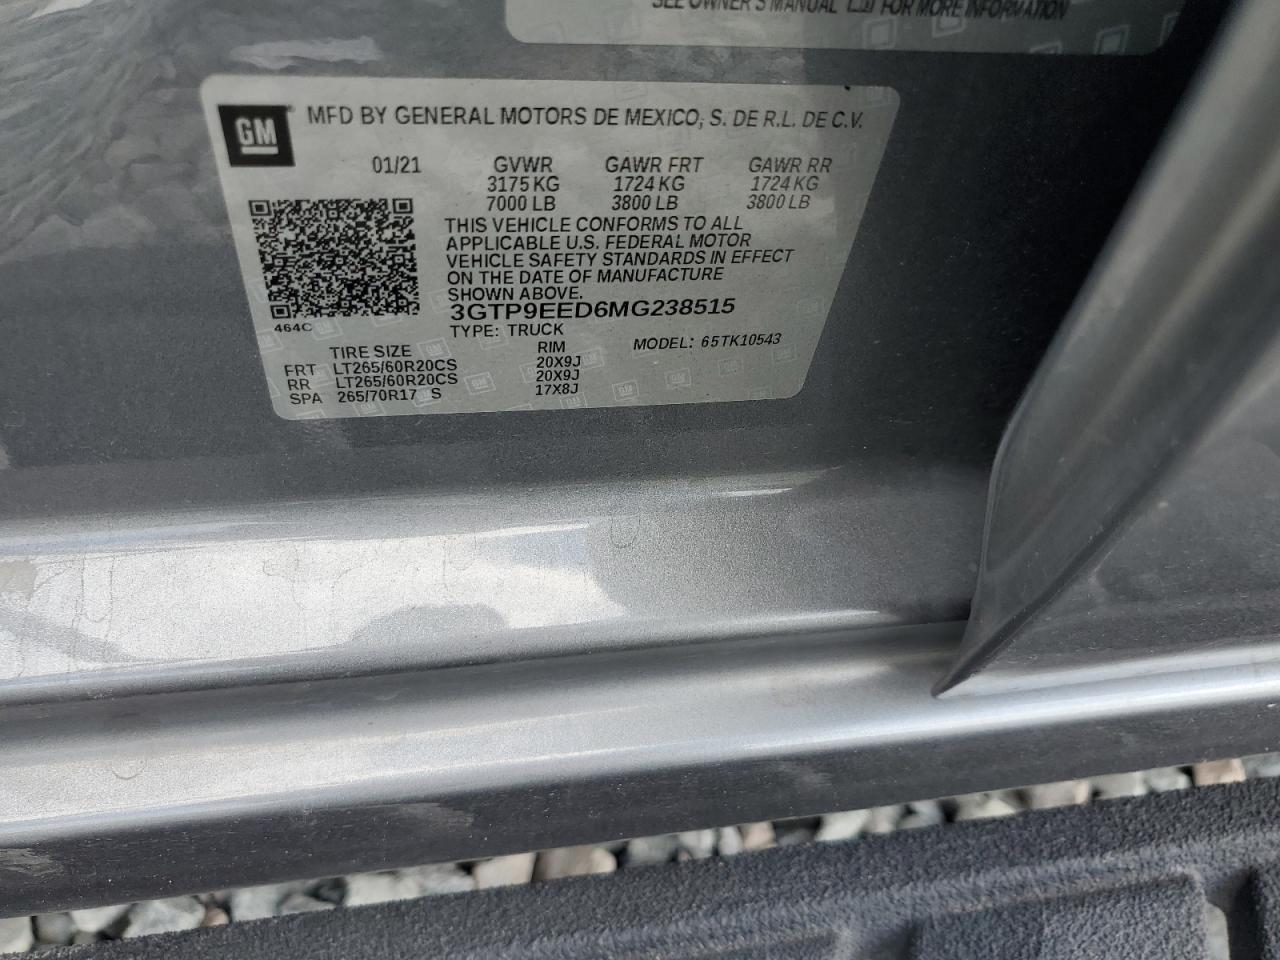 SEE OWNER'S MANUAL FOR MORE INFORMATION
GM
MFD BY GENERAL MOTORS DE MEXICO, S. DE R.L. DE C.V.
01/21 GVWR GAWR FRT GAWR RR
3175 KG 1724 KG 1724 KG
7000 LB 3800 LB 3800 LB
THIS VEHICLE CONFORMS TO ALL
APPLICABLE U.S. FEDERAL MOTOR
VEHICLE SAFETY STANDARDS IN EFFECT
ON THE DATE OF MANUFACTURE
SHOWN ABOVE.
3GTP9EED6MG238515
464C
TYPE: TRUCK
MODEL: 65TK10543
TIRE SIZE RIM
FRT LT265/60R20CS 20X9J
RR LT265/60R20CS 20X9J
SPA 265/70R17 S 17X8J